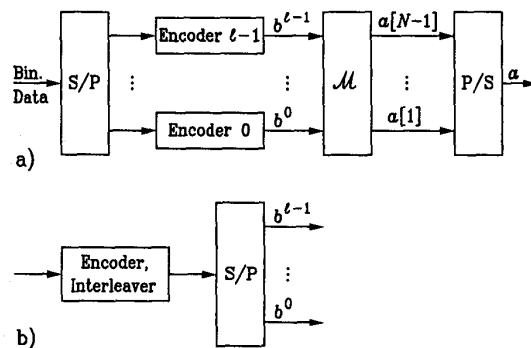 Bin.
Data
S/P
Encoder ℓ−1
⋮
Encoder 0
b^{ℓ−1}
⋮
b^0
ℳ
a[N−1]
⋮
a[1]
P/S
a
a)
Encoder,
Interleaver
S/P
b^{ℓ−1}
⋮
b^0
b)